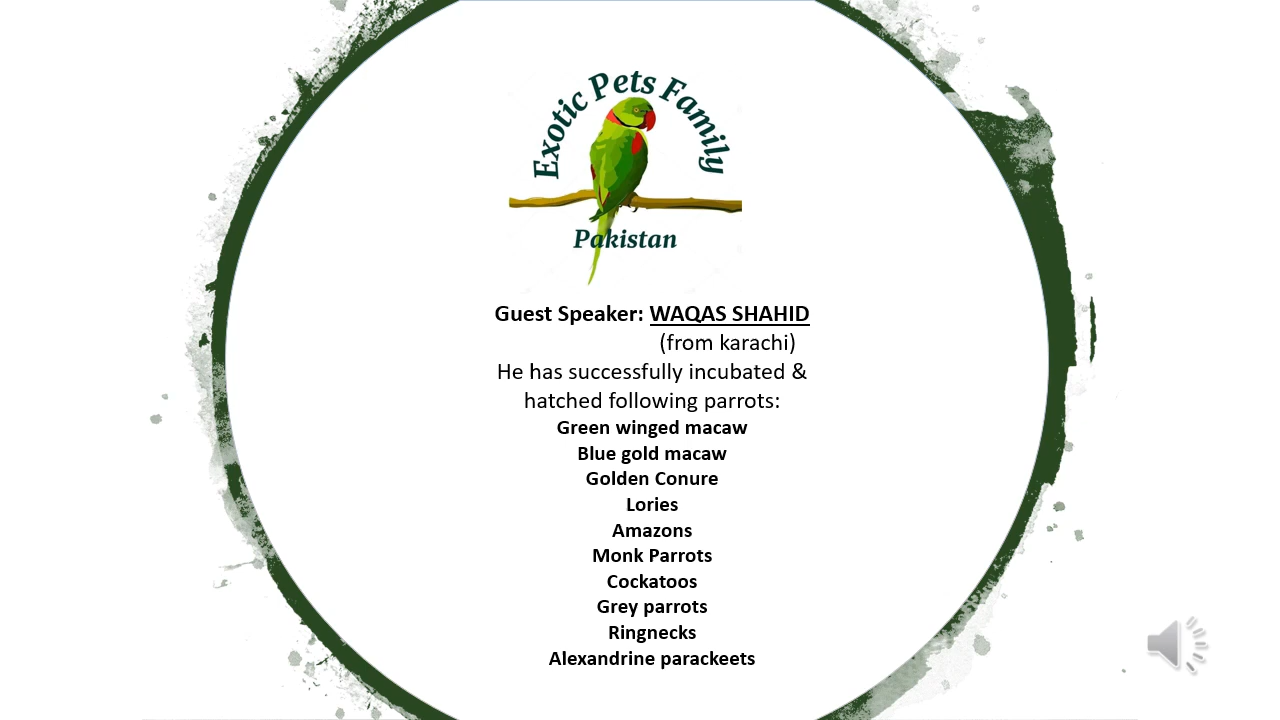 Exotic Pets Family
Pakistan
Guest Speaker: WAQAS SHAHID
(from karachi)
He has successfully incubated &
hatched following parrots:
Green winged macaw
Blue gold macaw
Golden Conure
Lories
Amazons
Monk Parrots
Cockatoos
Grey parrots
Ringnecks
Alexandrine parackeets